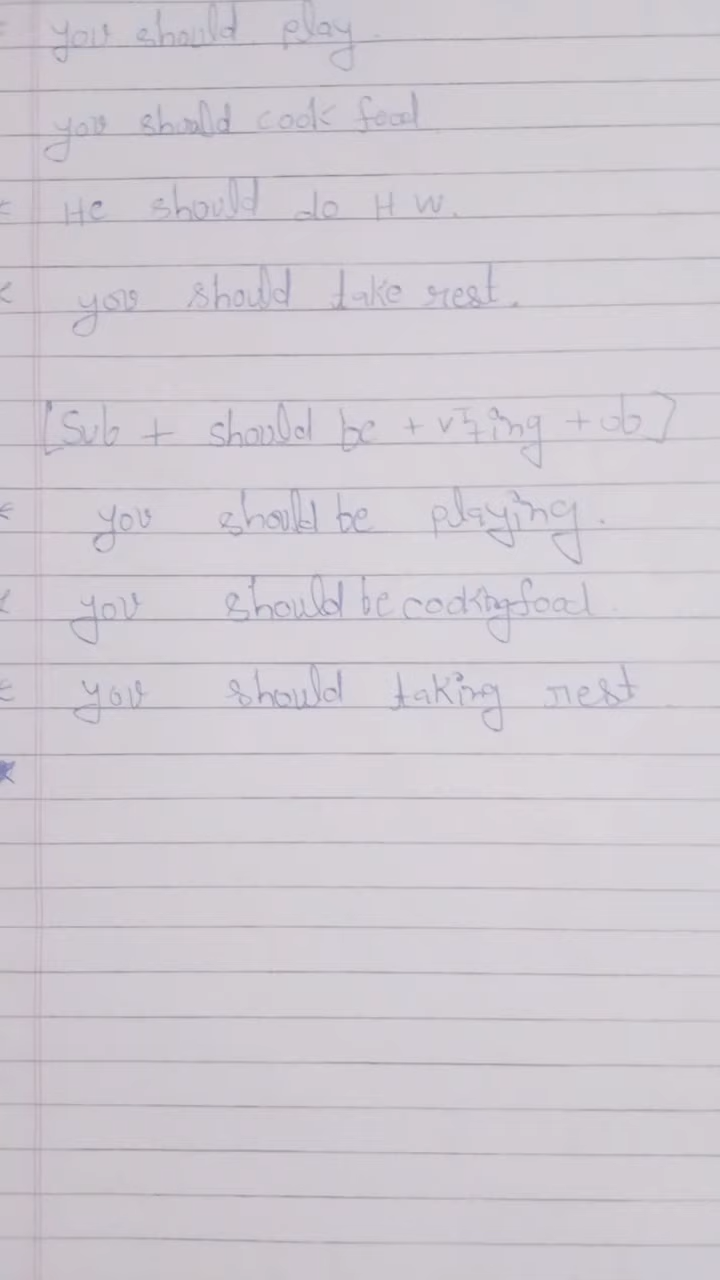 you should play.
you should cook food
He should do H W.
you should take rest.
[Sub + should be + vI+ing + ob]
you should be playing.
you should be cooking food.
you should taking rest.